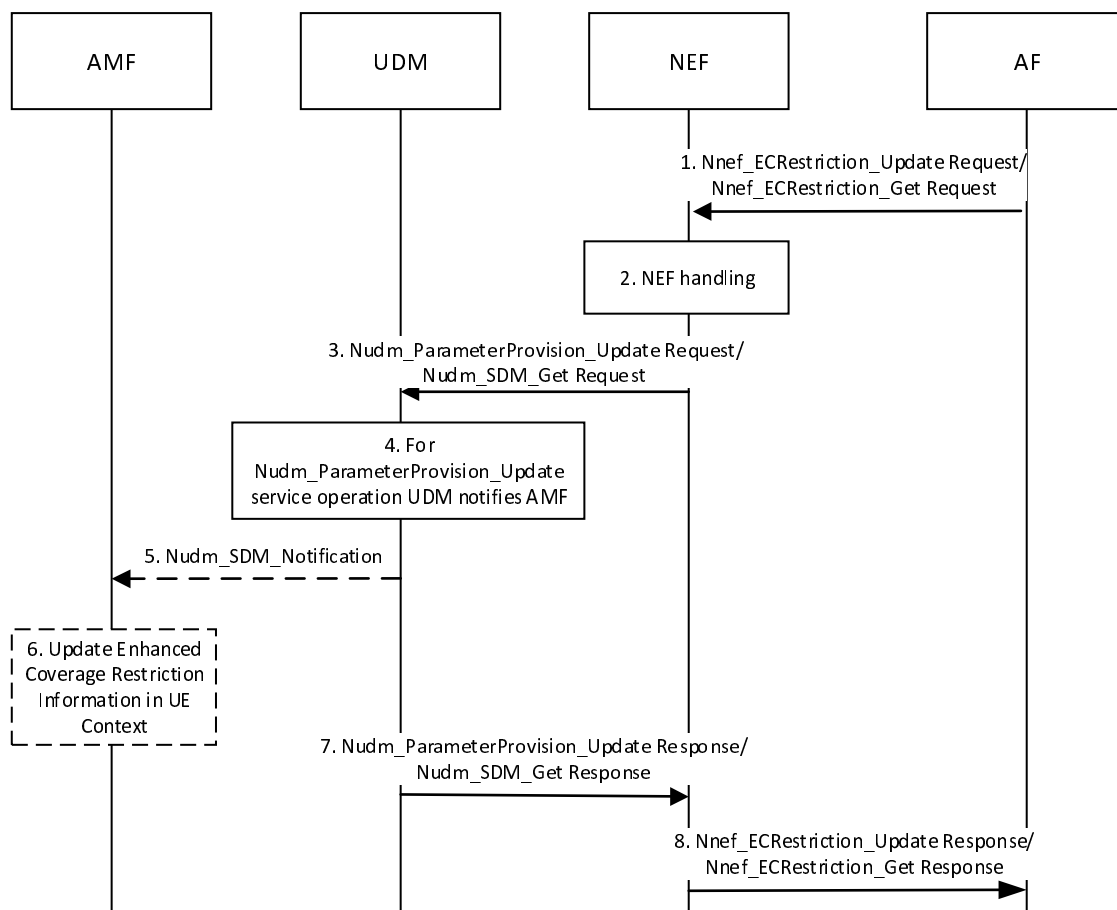 AMF
UDM
NEF
AF
1. Nnef_ECRestriction_Update Request/
Nnef_ECRestriction_Get Request
2. NEF handling
3. Nudm_ParameterProvision_Update Request/
Nudm_SDM_Get Request
4. For
Nudm_ParameterProvision_Update
service operation UDM notifies AMF
5. Nudm_SDM_Notification
6. Update Enhanced
Coverage Restriction
Information in UE
Context
7. Nudm_ParameterProvision_Update Response/
Nudm_SDM_Get Response
8. Nnef_ECRestriction_Update Response/
Nnef_ECRestriction_Get Response